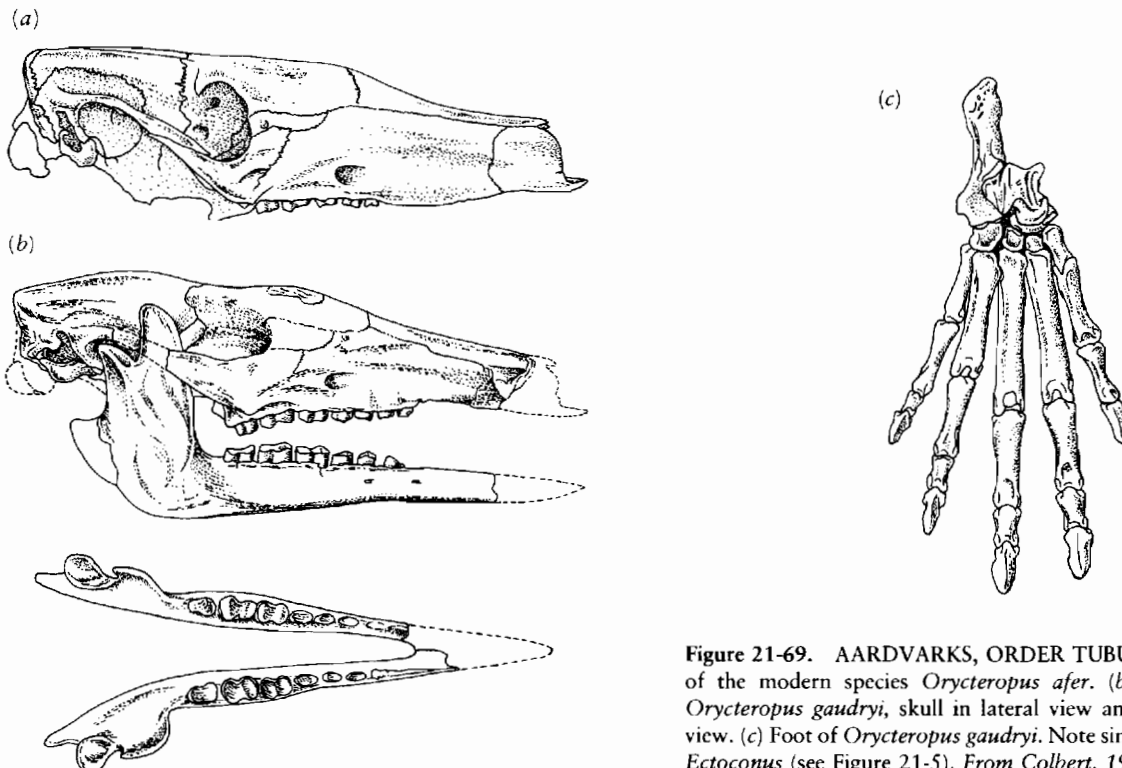 (a)
(b)
(c)
Figure 21-69. AARDVARKS, ORDER TUBU
of the modern species Orycteropus afer. (b
Orycteropus gaudryi, skull in lateral view an
view. (c) Foot of Orycteropus gaudryi. Note sin
Ectoconus (see Figure 21-5). From Colbert, 19